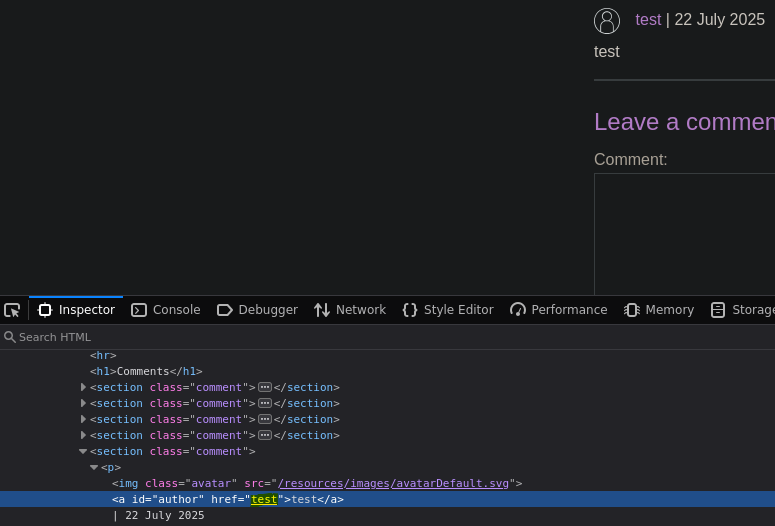 test | 22 July 2025
test
Leave a commen
Comment:
Inspector Console Debugger Network Style Editor Performance Memory Storage
Search HTML
<hr>
<h1>Comments</h1>
<section class="comment"></section>
<section class="comment"></section>
<section class="comment"></section>
<section class="comment"></section>
<section class="comment">
<p>
<img class="avatar" src="/resources/images/avatarDefault.svg">
<a id="author" href="test">test</a>
| 22 July 2025